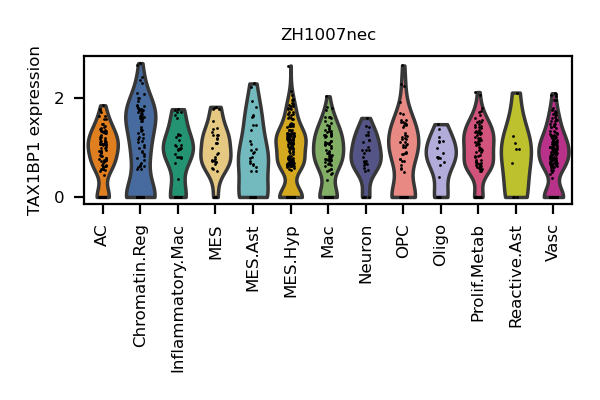 ZH1007nec
TAX1BP1 expression
2
0
AC
Chromatin.Reg
Inflammatory.Mac
MES
MES.Ast
MES.Hyp
Mac
Neuron
OPC
Oligo
Prolif.Metab
Reactive.Ast
Vasc